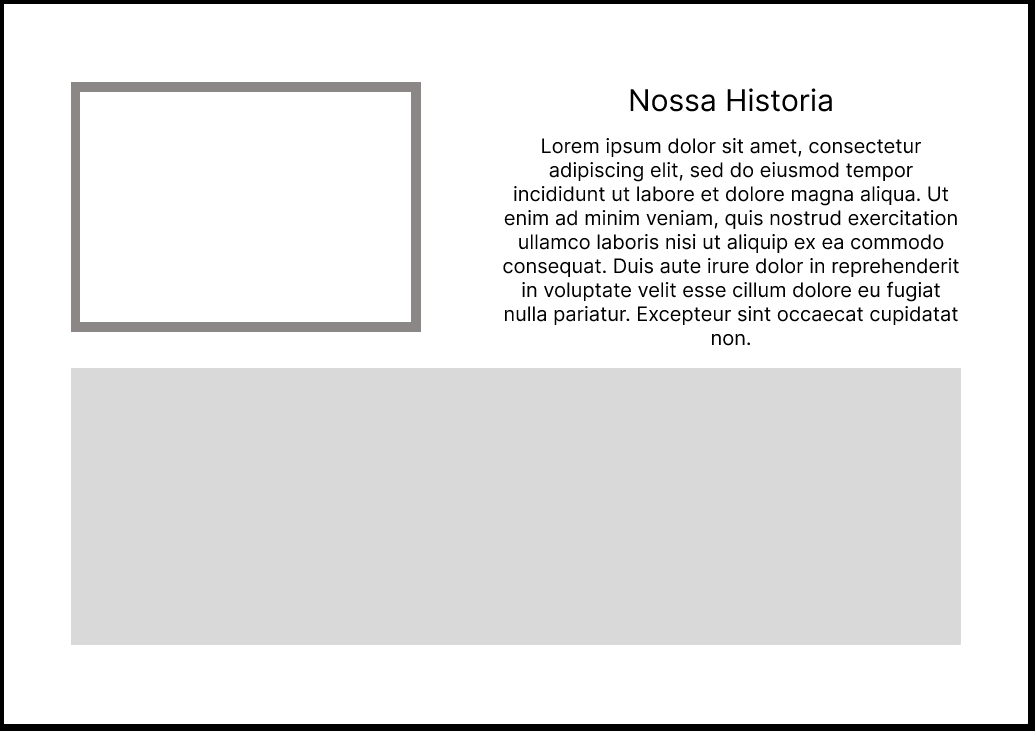 Nossa Historia
Lorem ipsum dolor sit amet, consectetur
adipiscing elit, sed do eiusmod tempor
incididunt ut labore et dolore magna aliqua. Ut
enim ad minim veniam, quis nostrud exercitation
ullamco laboris nisi ut aliquip ex ea commodo
consequat. Duis aute irure dolor in reprehenderit
in voluptate velit esse cillum dolore eu fugiat
nulla pariatur. Excepteur sint occaecat cupidatat
non.